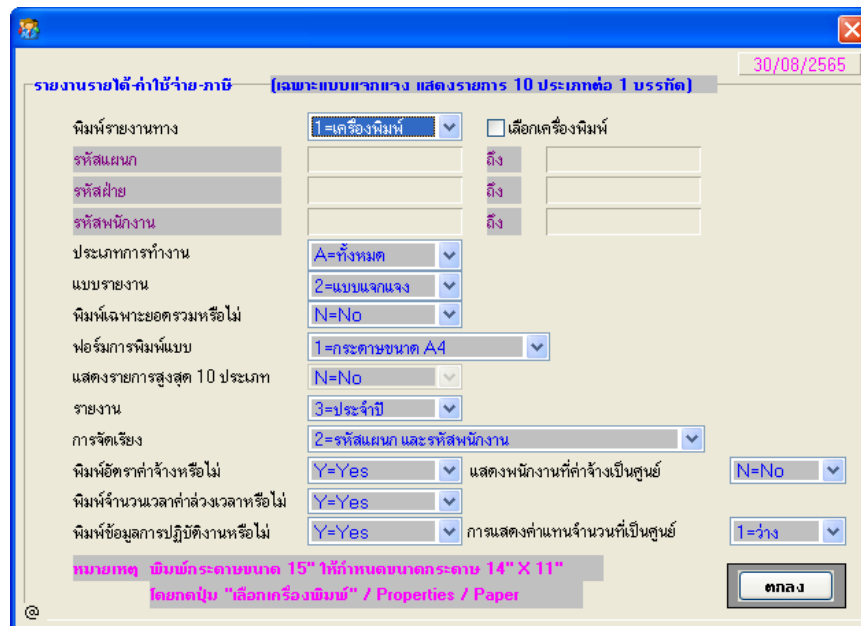 30/08/2565
รายงานรายได้-ค่าใช้จ่าย-ภาษี (เฉพาะแบบแจกแจง แสดงรายการ 10 ประเภทต่อ 1 บรรทัด)
พิมพ์รายงานทาง 1=เครื่องพิมพ์ เลือกเครื่องพิมพ์
รหัสแผนก ถึง
รหัสฝ่าย ถึง
รหัสพนักงาน ถึง
ประเภทการทำงาน A=ทั้งหมด
แบบรายงาน 2=แบบแจกแจง
พิมพ์เฉพาะยอดรวมหรือไม่ N=No
ฟอร์มการพิมพ์แบบ 1=กระดาษขนาด A4
แสดงรายการสูงสุด 10 ประเภท N=No
รายงาน 3=ประจำปี
การจัดเรียง 2=รหัสแผนก และรหัสพนักงาน
พิมพ์อัตราค่าจ้างหรือไม่ Y=Yes แสดงพนักงานที่ค่าจ้างเป็นศูนย์ N=No
พิมพ์จำนวนเวลาค่าล่วงเวลาหรือไม่ Y=Yes
พิมพ์ข้อมูลการปฏิบัติงานหรือไม่ Y=Yes การแสดงค่าแทนจำนวนที่เป็นศูนย์ 1=ว่าง
หมายเหตุ พิมพ์กระดาษขนาด 15" ให้กำหนดขนาดกระดาษ 14" X 11"
โดยกดปุ่ม "เลือกเครื่องพิมพ์" / Properties / Paper
ตกลง
@